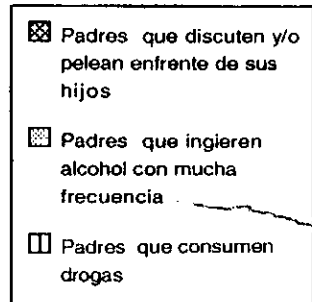 Padres que discuten y/o
pelean enfrente de sus
hijos
Padres que ingieren
alcohol con mucha
frecuencia
Padres que consumen
drogas